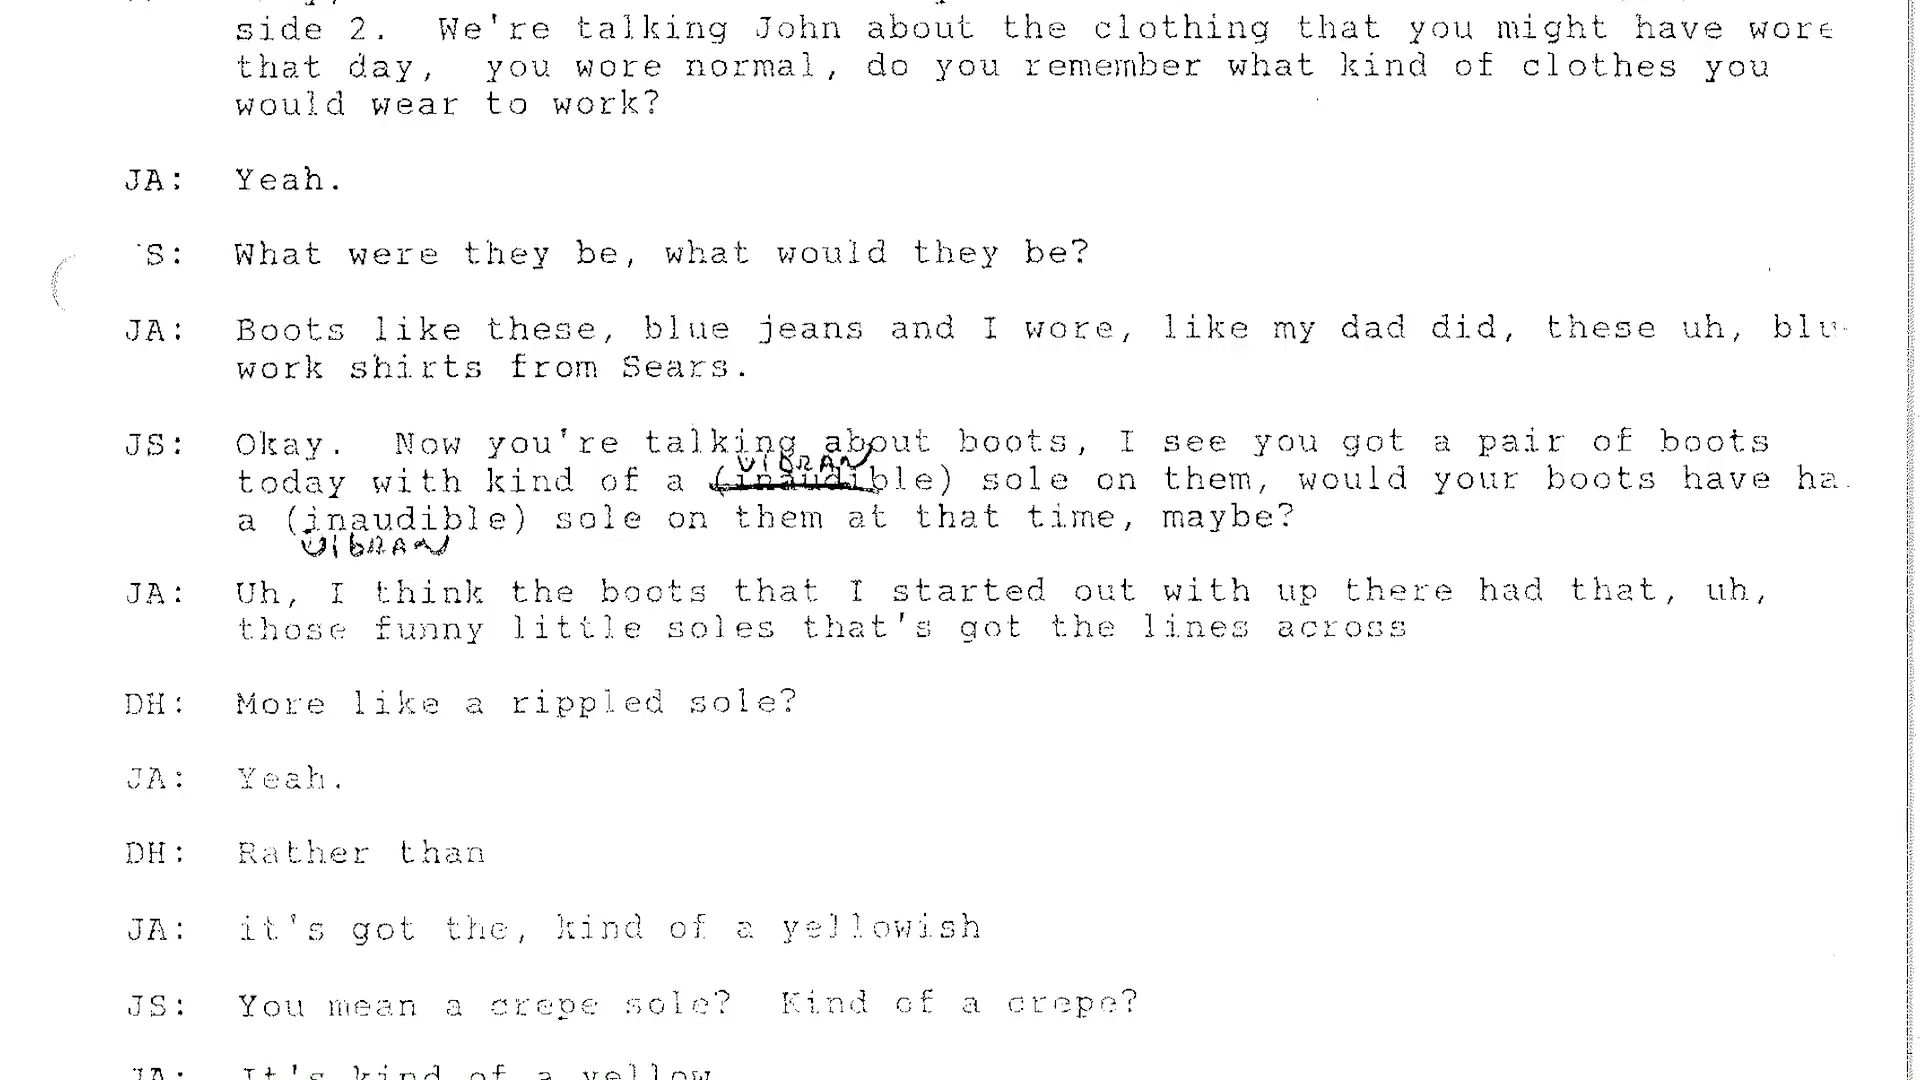 side 2. We're talking John about the clothing that you might have wore
that day, you wore normal, do you remember what kind of clothes you
would wear to work?
JA: Yeah.
S: What were they be, what would they be?
JA: Boots like these, blue jeans and I wore, like my dad did, these uh, blu
work shirts from Sears.
JS: Okay. Now you're talking about boots, I see you got a pair of boots
VIBRAN
today with kind of a (inaudible) sole on them, would your boots have ha
a (inaudible) sole on them at that time, maybe?
VIBRAN
JA: Uh, I think the boots that I started out with up there had that, uh,
those funny little soles that's got the lines across
DH: More like a rippled sole?
JA: Yeah.
DH: Rather than
JA: it's got the, kind of a yellowish
JS: You mean a crepe sole? Kind of a crepe?
JA: It's kind of a yellow